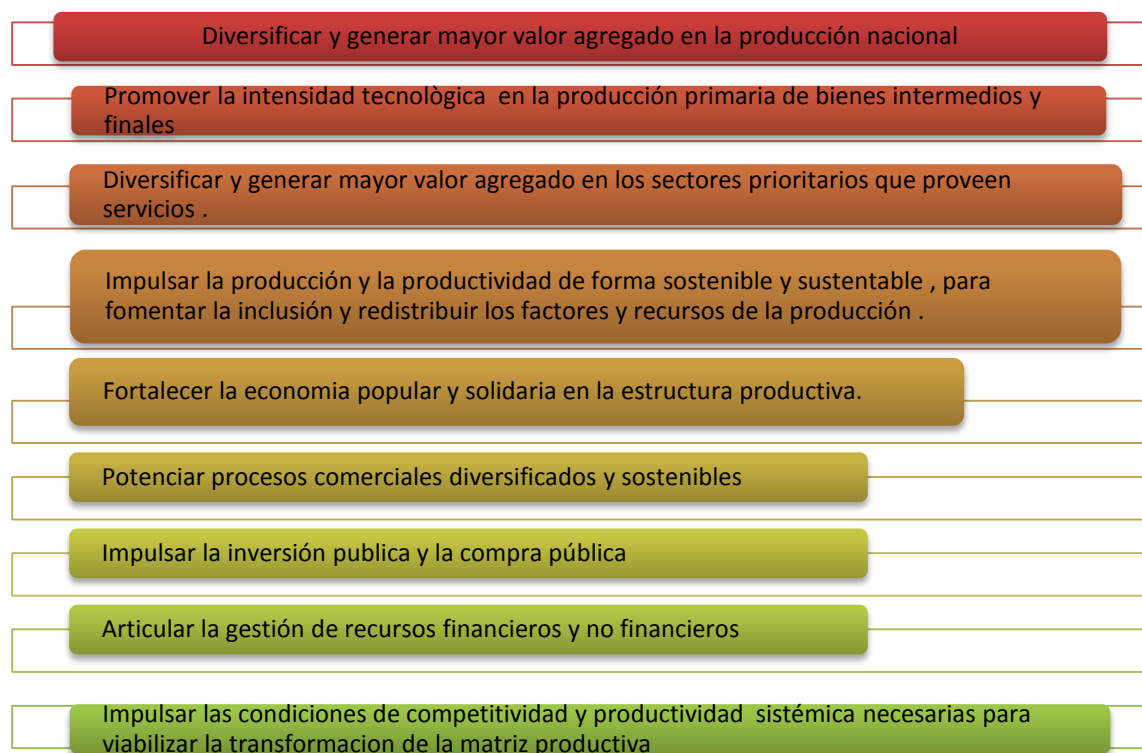 Diversificar y generar mayor valor agregado en la producción nacional
Promover la intensidad tecnològica en la producción primaria de bienes intermedios y
finales
Diversificar y generar mayor valor agregado en los sectores prioritarios que proveen
servicios .
Impulsar la producción y la productividad de forma sostenible y sustentable , para
fomentar la inclusión y redistribuir los factores y recursos de la producción .
Fortalecer la economia popular y solidaria en la estructura productiva.
Potenciar procesos comerciales diversificados y sostenibles
Impulsar la inversión publica y la compra pública
Articular la gestión de recursos financieros y no financieros
Impulsar las condiciones de competitividad y productividad sistémica necesarias para
viabilizar la transformacion de la matriz productiva